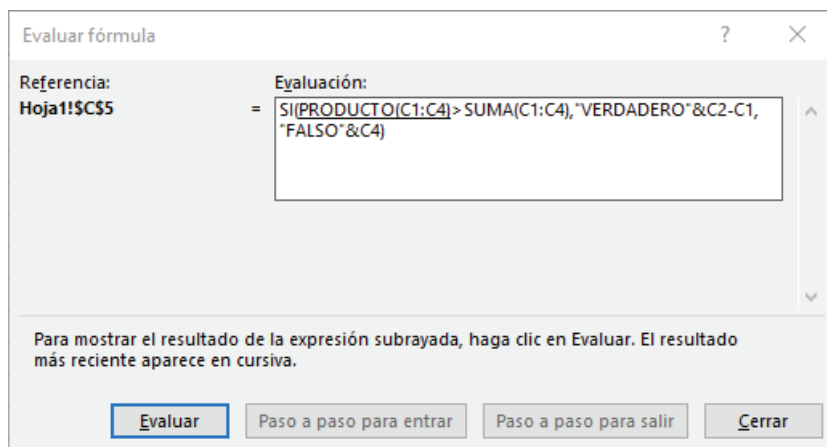 Evaluar fórmula ?
Referencia:
Evaluación:
Hoja1!$C$5 = SI(PRODUCTO(C1:C4)>SUMA(C1:C4),"VERDADERO"&C2-C1,
"FALSO"&C4)
Para mostrar el resultado de la expresión subrayada, haga clic en Evaluar. El resultado
más reciente aparece en cursiva.
Evaluar
Paso a paso para entrar
Paso a paso para salir
Cerrar